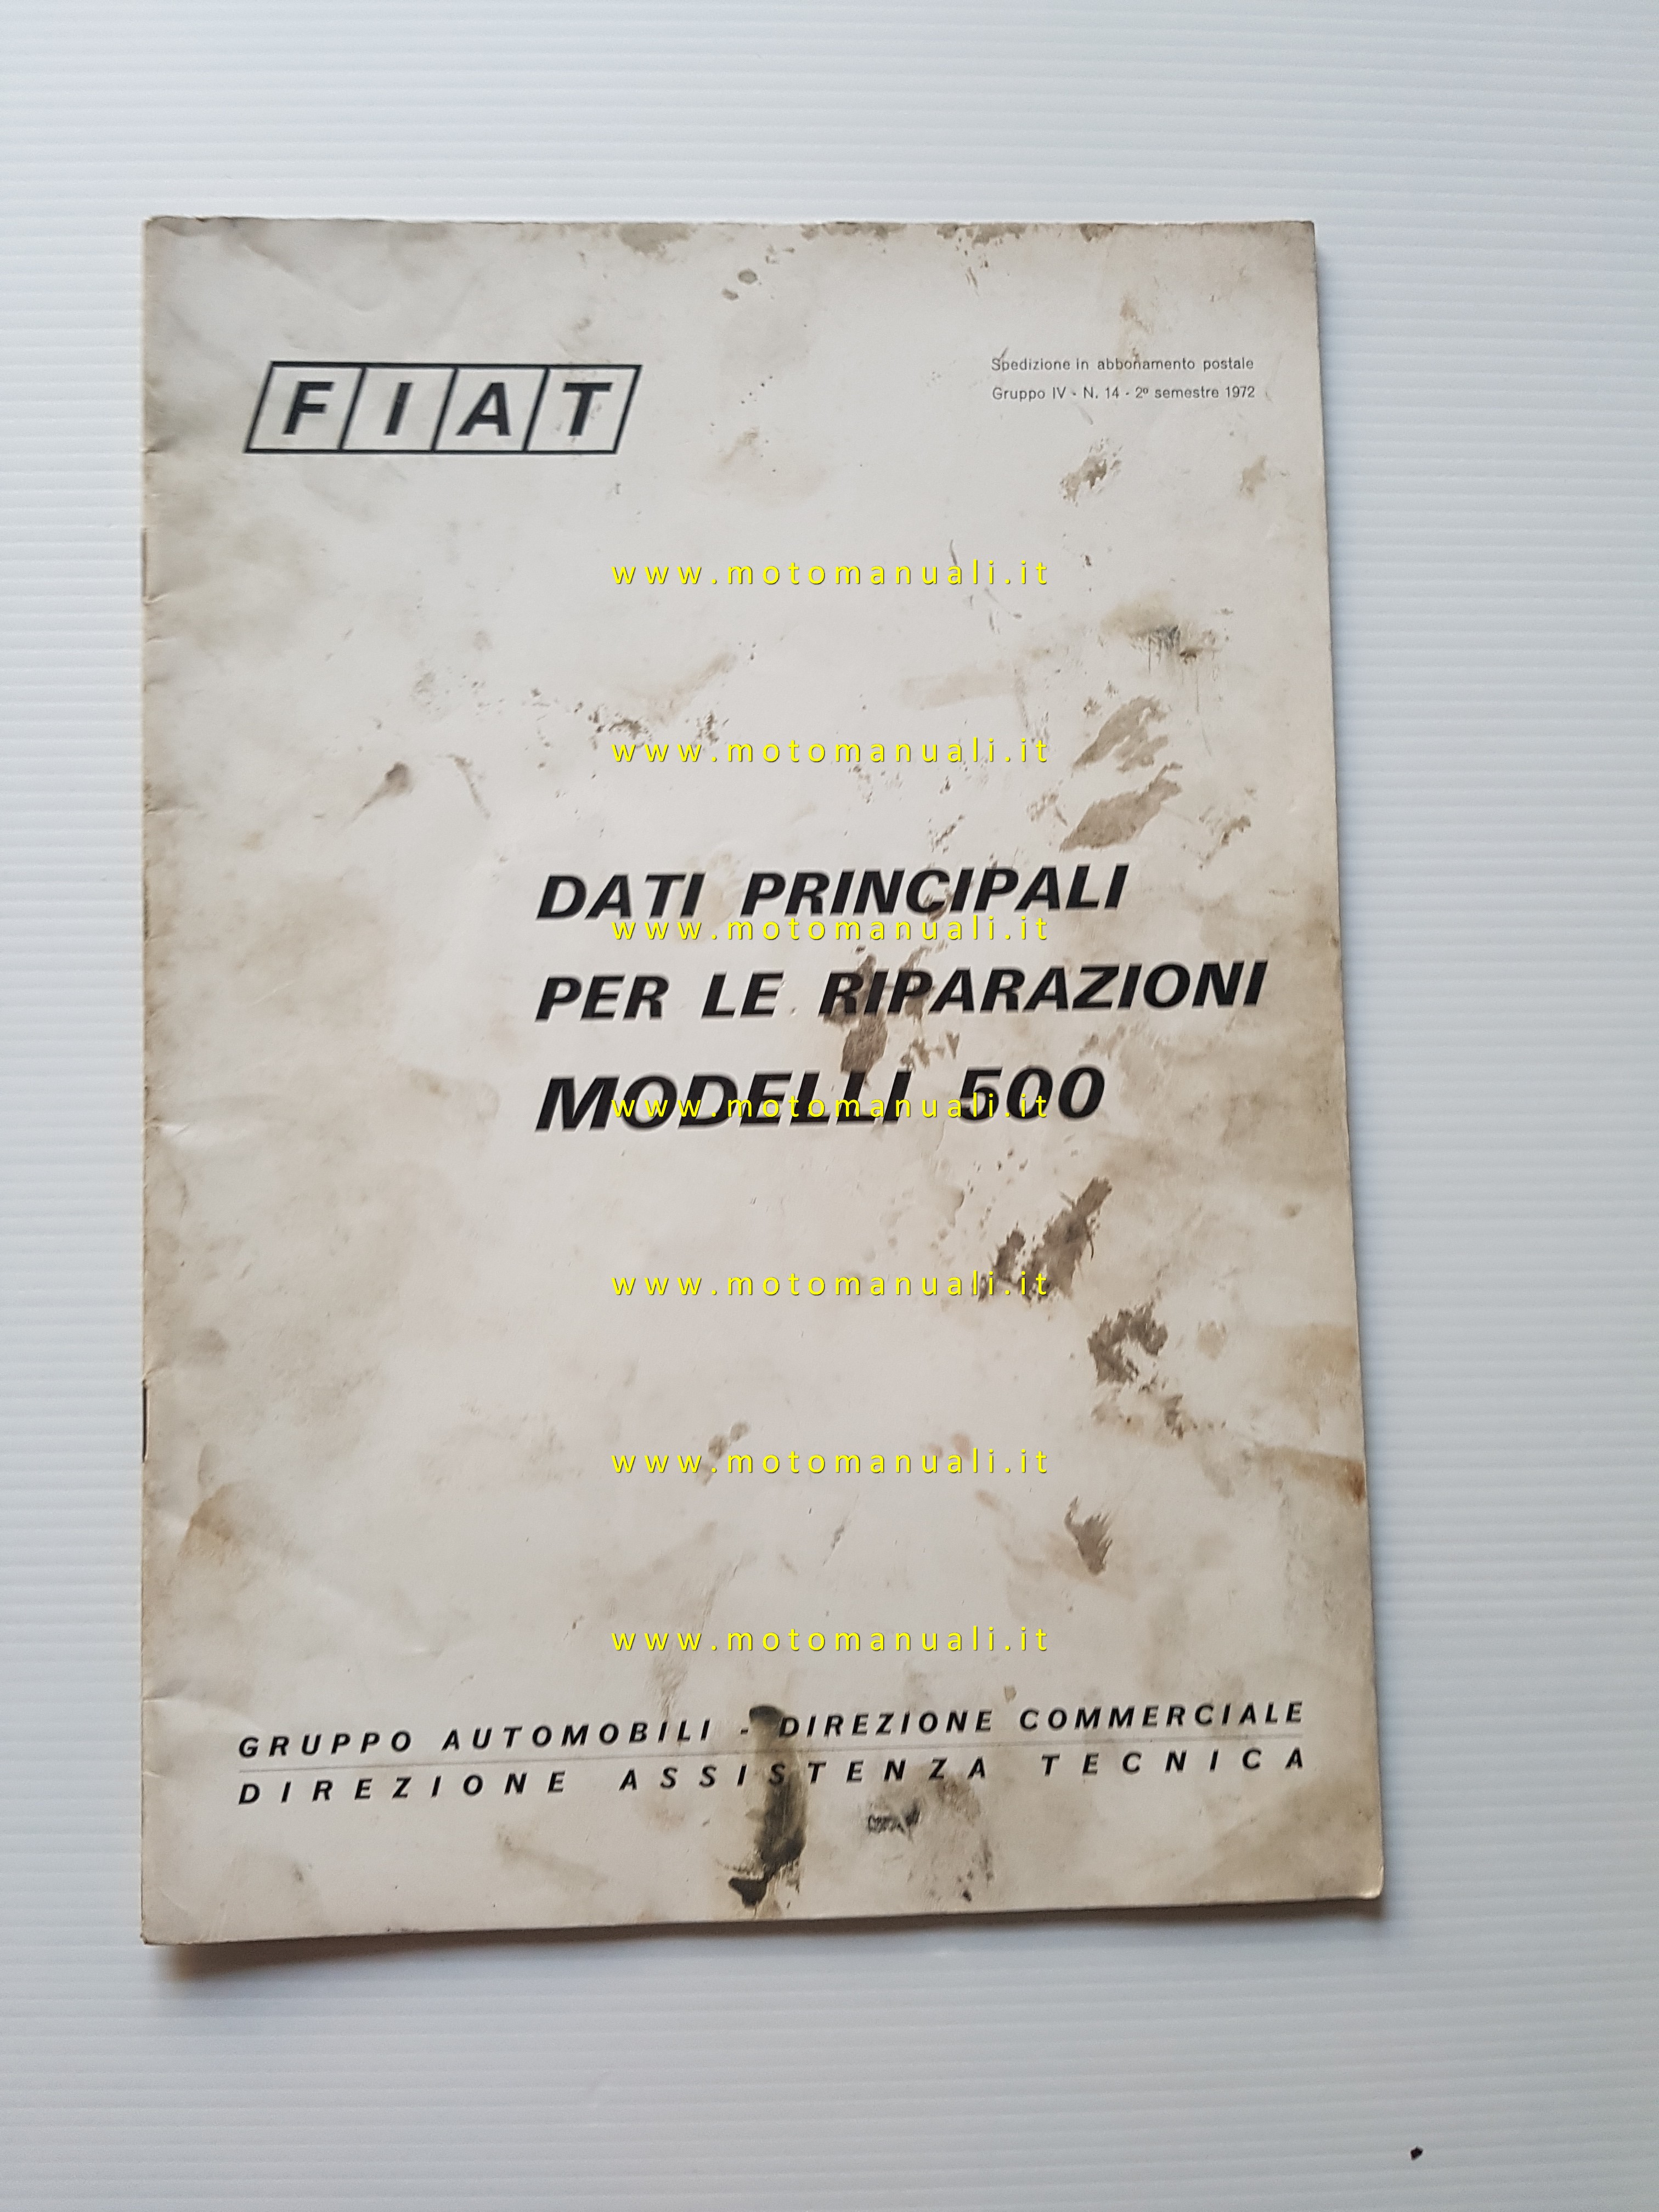 FIAT
Spedizione in abbonamento postale
Gruppo IV - N. 14 - 2º semestre 1972
www.motomanuali.it
www.motomanuali.it
DATI PRINCIPALI
www.motomanuali.it
PER LE RIPARAZIONI
MODELLI 500
www.motomanuali.it
www.motomanuali.it
www.motomanuali.it
www.motomanuali.it
GRUPPO AUTOMOBILI - DIREZIONE COMMERCIALE
DIREZIONE ASSISTENZA TECNICA